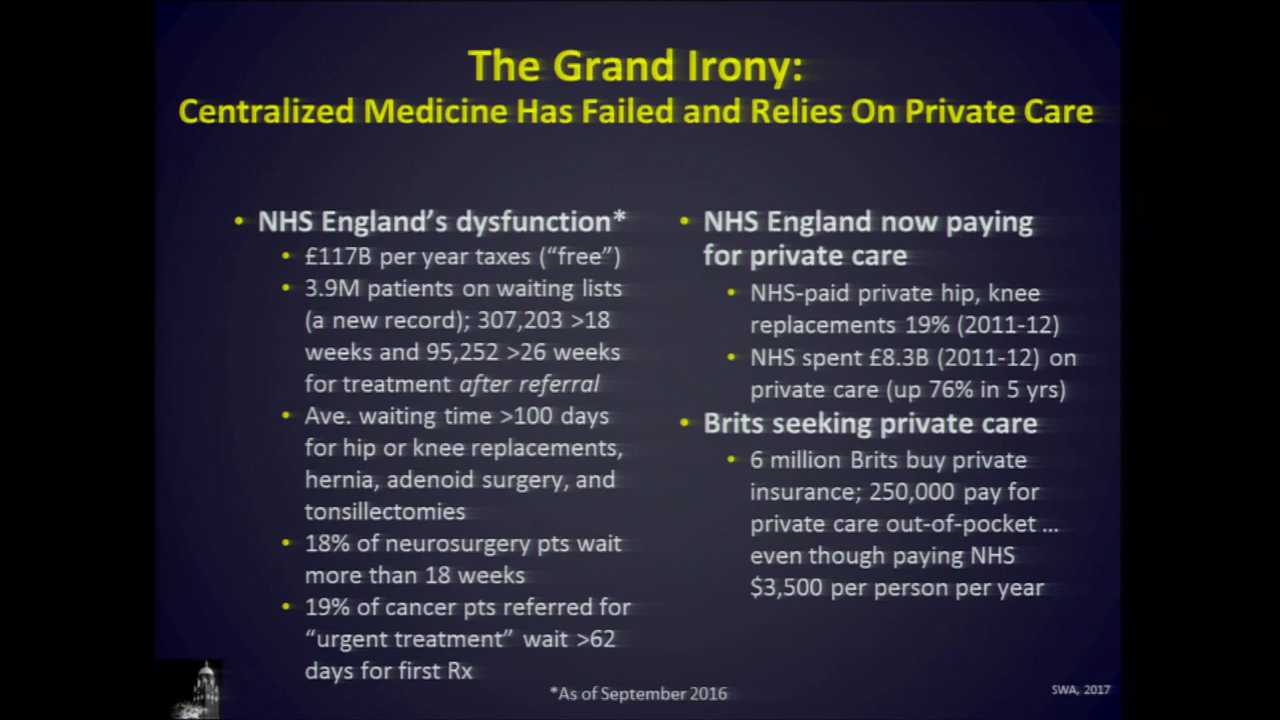 The Grand Irony:
Centralized Medicine Has Failed and Relies On Private Care
• NHS England’s dysfunction*
• £117B per year taxes (“free”)
• 3.9M patients on waiting lists
(a new record); 307,203 >18
weeks and 95,252 >26 weeks
for treatment after referral
• Ave. waiting time >100 days
for hip or knee replacements,
hernia, adenoid surgery, and
tonsillectomies
• 18% of neurosurgery pts wait
more than 18 weeks
• 19% of cancer pts referred for
“urgent treatment” wait >62
days for first Rx
• NHS England now paying
for private care
• NHS-paid private hip, knee
replacements 19% (2011-12)
• NHS spent £8.3B (2011-12) on
private care (up 76% in 5 yrs)
• Brits seeking private care
• 6 million Brits buy private
insurance; 250,000 pay for
private care out-of-pocket …
even though paying NHS
$3,500 per person per year
*As of September 2016
SWA, 2017